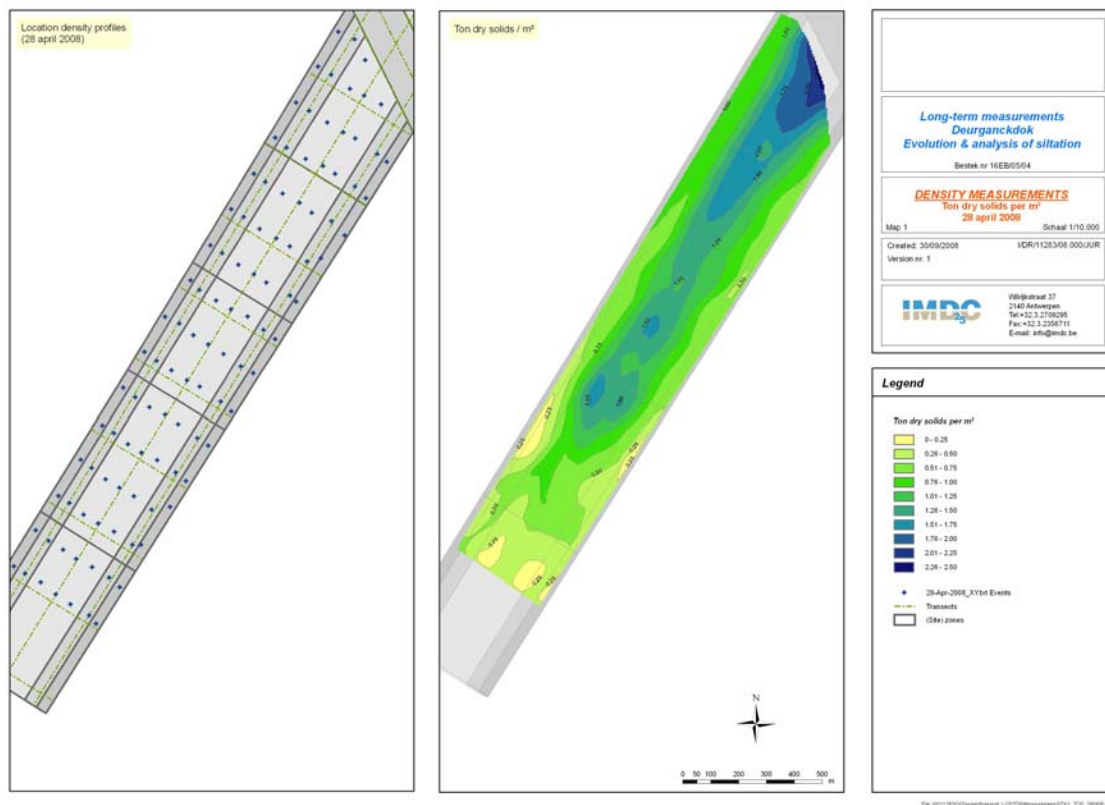 Location density profiles
(28 april 2008)
Ton dry solids / m²
N
0 50 100 200 300 400 500
m
Long-term measurements
Deurganckdok
Evolution & analysis of siltation
Bestek nr 16EB/05/04
DENSITY MEASUREMENTS
Ton dry solids per m²
28 april 2008
Map 1 Schaal 1/10.000
Created: 30/09/2008 I/DR/11283/08.000/JUR
Version nr. 1
IMDC
25
Wilrijkstraat 37
2140 Antwerpen
Tel:+32.3.2709295
Fax:+32.3.2356711
E-mail: info@imdc.be
Legend
Ton dry solids per m²
0 - 0.25
0.26 - 0.50
0.51 - 0.75
0.76 - 1.00
1.01 - 1.25
1.26 - 1.50
1.51 - 1.75
1.76 - 2.00
2.01 - 2.25
2.26 - 2.50
28-Apr-2008_XY.txt Events
Transects
(Site) zones